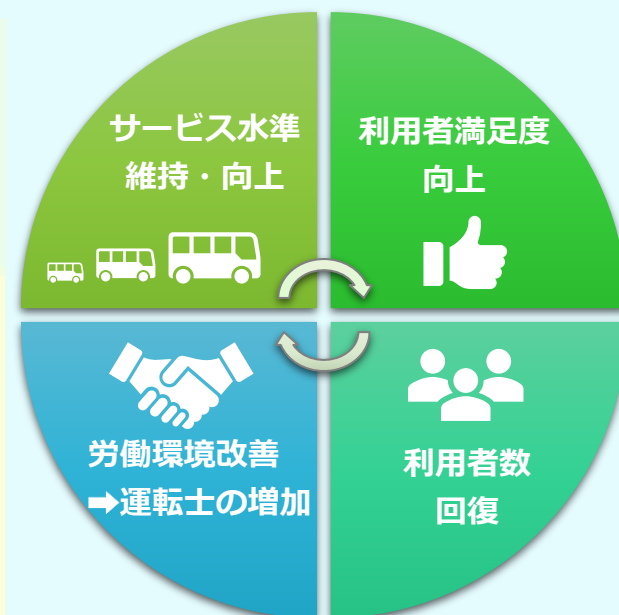 サービス水準
維持・向上
利用者満足度
向上
労働環境改善
➡運転士の増加
利用者数
回復